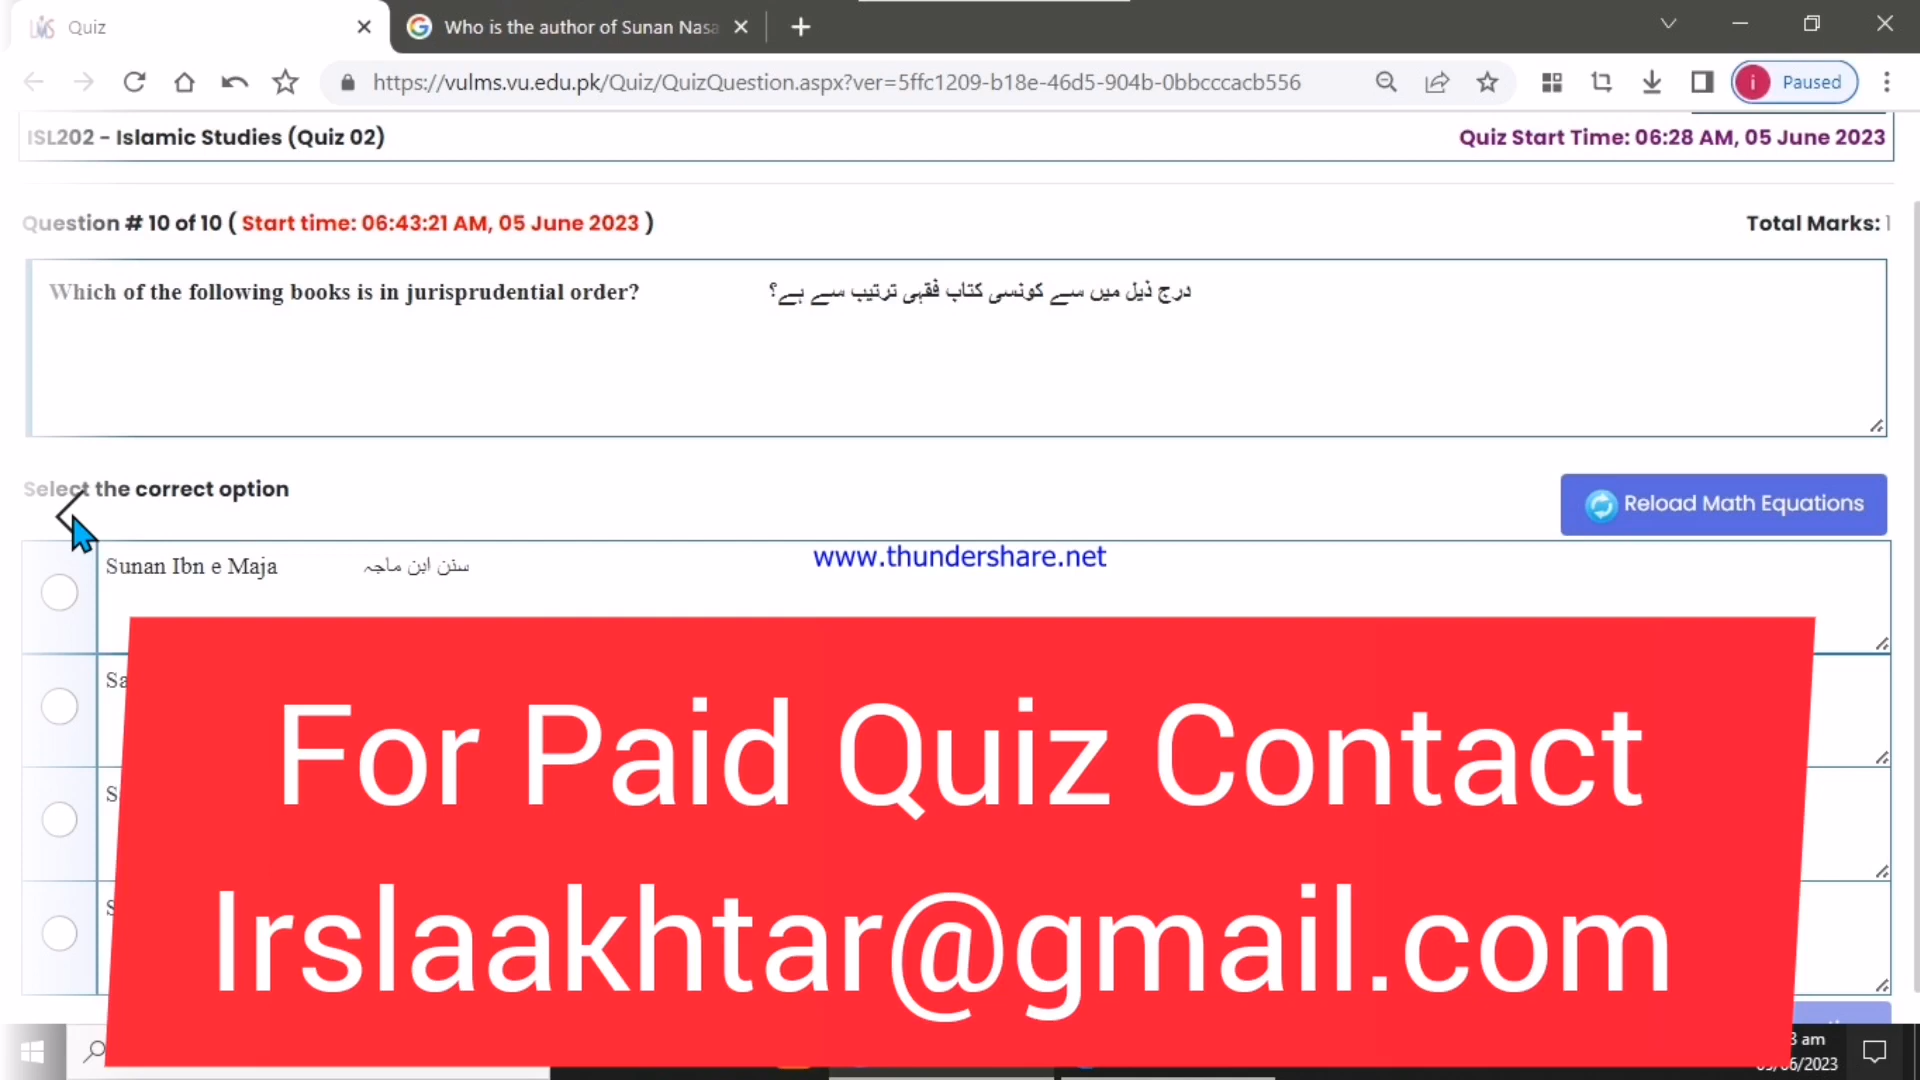 Quiz
Who is the author of Sunan Nasa
https://vulms.vu.edu.pk/Quiz/QuizQuestion.aspx?ver=5ffc1209-b18e-46d5-904b-0bbcccacb556
i Paused
ISL202 - Islamic Studies (Quiz 02) Quiz Start Time: 06:28 AM, 05 June 2023
Question # 10 of 10 ( Start time: 06:43:21 AM, 05 June 2023 ) Total Marks: 1
Which of the following books is in jurisprudential order? درج ذیل میں سے کونسی کتاب فقہی ترتیب سے ہے؟
Select the correct option
Reload Math Equations
Sunan Ibn e Maja سنن ابن ماجہ
www.thundershare.net
For Paid Quiz Contact
Irslaakhtar@gmail.com
am